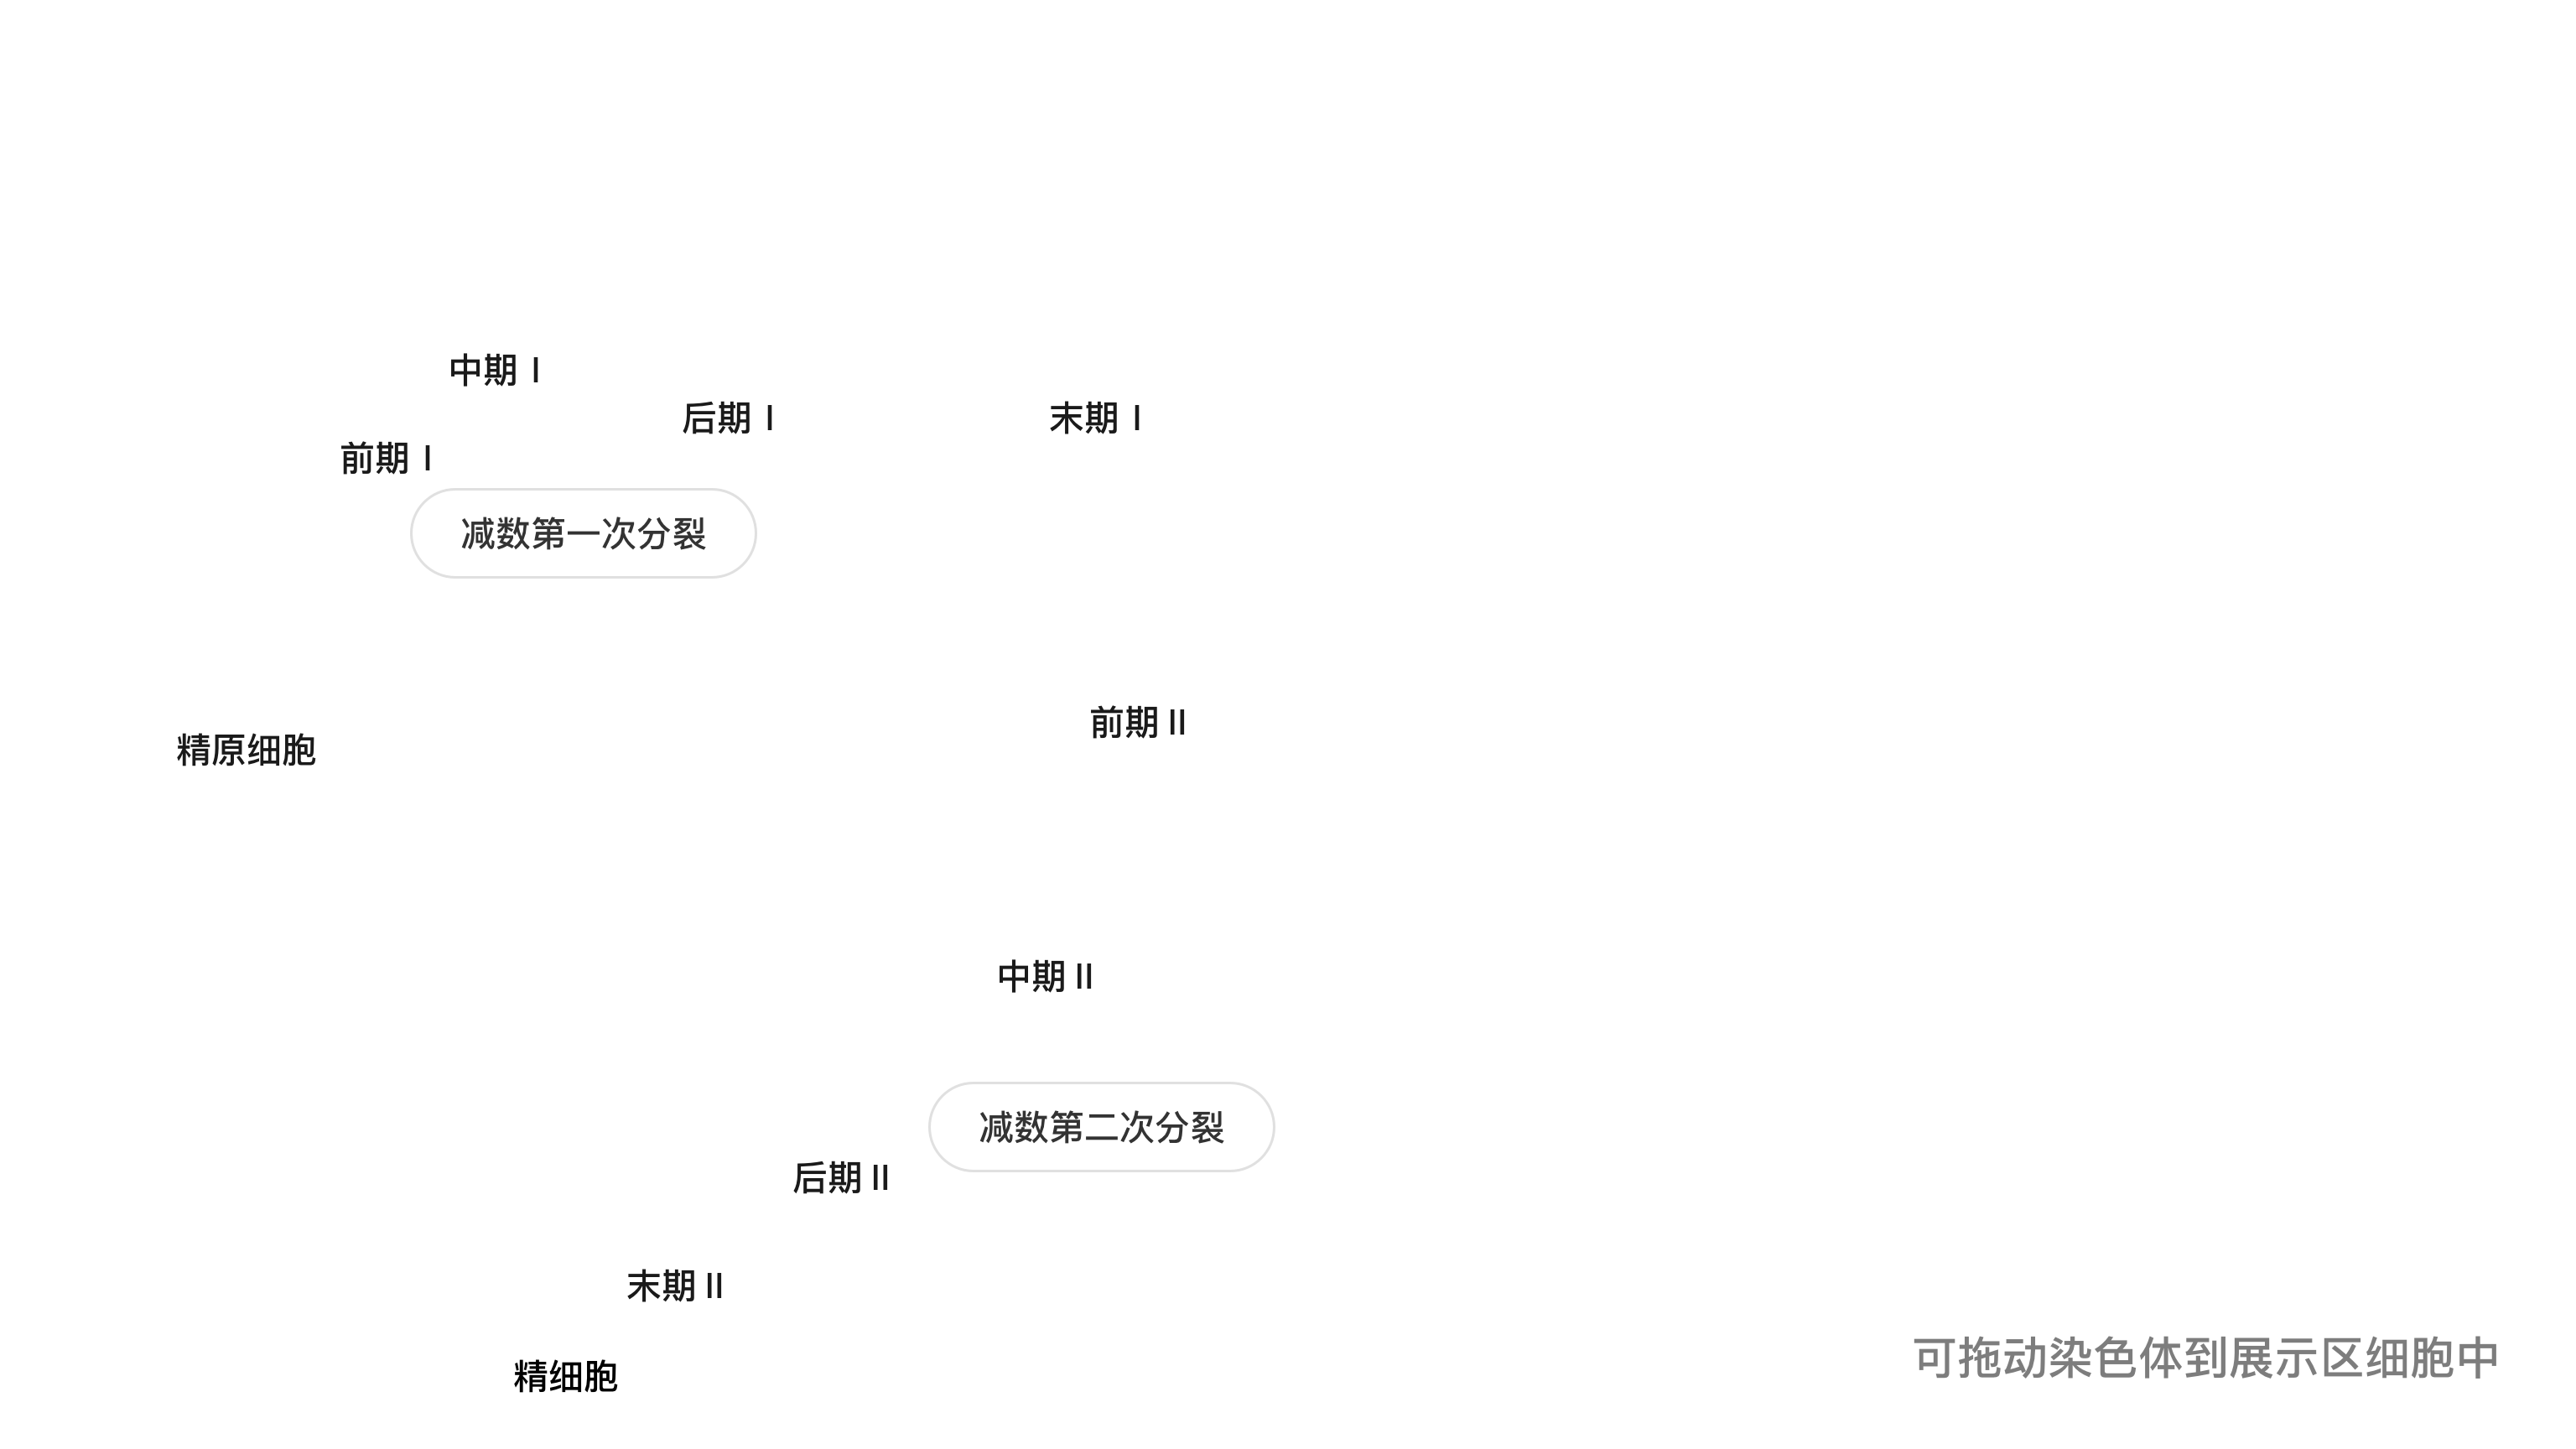 中期 I
后期 I
末期 I
前期 I
减数第一次分裂
前期 II
精原细胞
中期 II
减数第二次分裂
后期 II
末期 II
可拖动染色体到展示区细胞中
精细胞